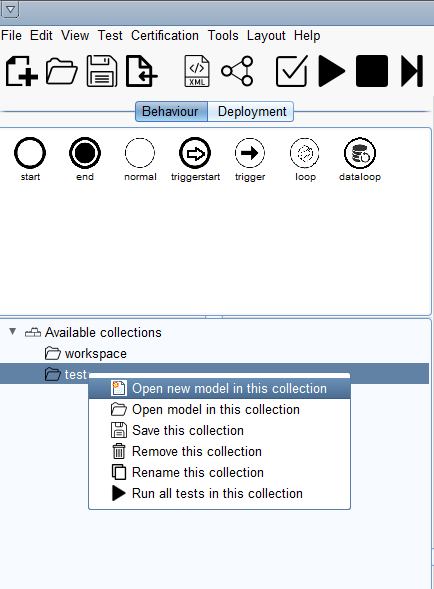 File Edit View Test Certification Tools Layout Help
XML
Behaviour Deployment
start end normal triggerstart trigger loop dataloop
Available collections
workspace
test
Open new model in this collection
Open model in this collection
Save this collection
Remove this collection
Rename this collection
Run all tests in this collection